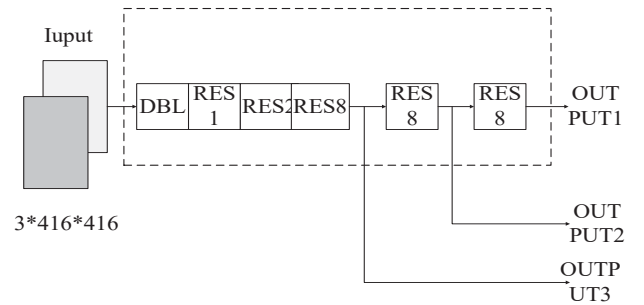 Iuput
DBL
RES
1
RES2
RES8
RES
8
RES
8
OUT
PUT1
3*416*416
OUT
PUT2
OUTP
UT3